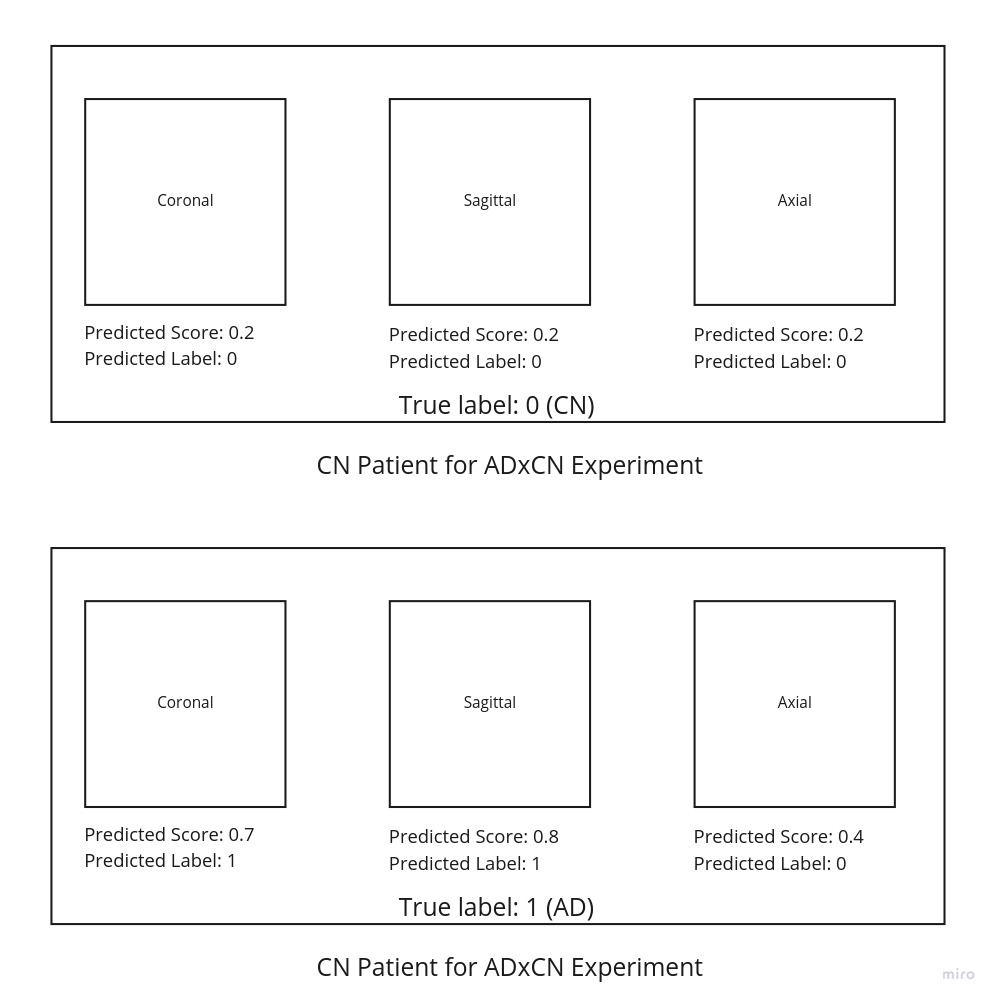 Coronal
Sagittal
Axial
Predicted Score: 0.2
Predicted Label: 0
Predicted Score: 0.2
Predicted Label: 0
Predicted Score: 0.2
Predicted Label: 0
True label: 0 (CN)
CN Patient for ADxCN Experiment
Coronal
Sagittal
Axial
Predicted Score: 0.7
Predicted Label: 1
Predicted Score: 0.8
Predicted Label: 1
Predicted Score: 0.4
Predicted Label: 0
True label: 1 (AD)
CN Patient for ADxCN Experiment
miro